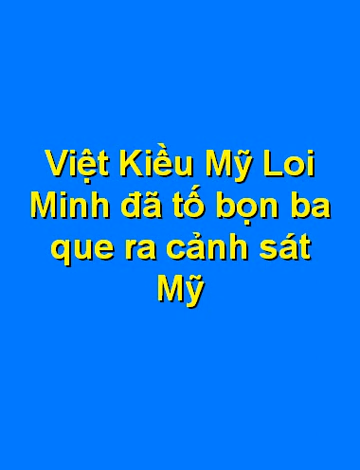 Việt Kiều Mỹ Loi
Minh đã tố bọn ba
que ra cảnh sát
Mỹ